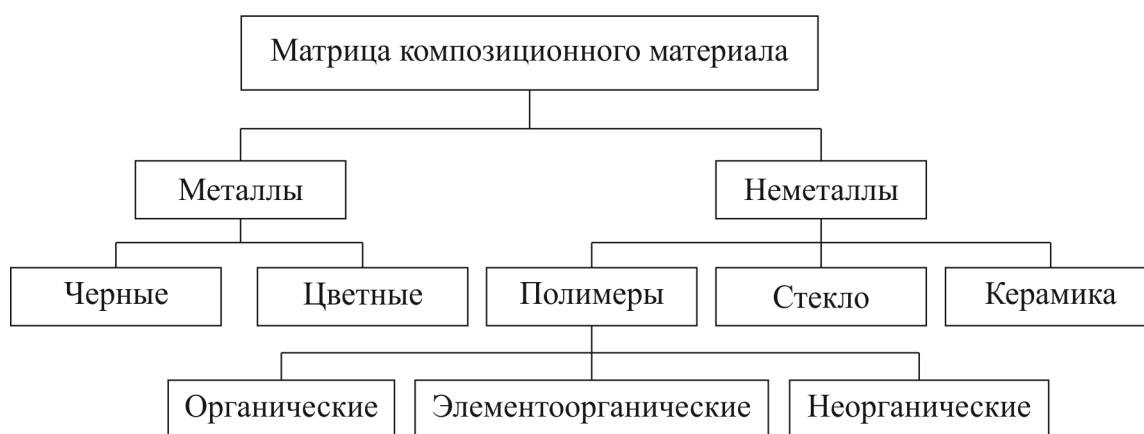 Матрица композиционного материала
Металлы
Неметаллы
Черные
Цветные
Полимеры
Стекло
Керамика
Органические
Элементоорганические
Неорганические